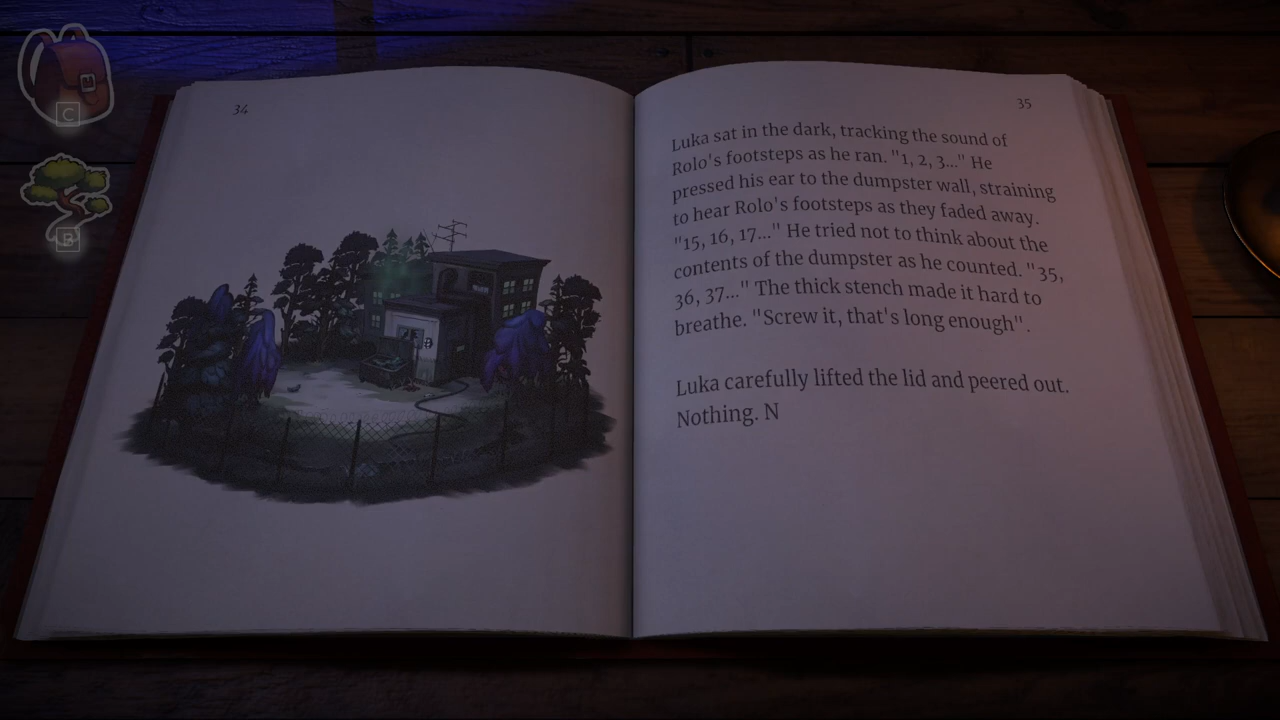 C
B
34
35
Luka sat in the dark, tracking the sound of
Rolo's footsteps as he ran. "1, 2, 3..." He
pressed his ear to the dumpster wall, straining
to hear Rolo's footsteps as they faded away.
"15, 16, 17..." He tried not to think about the
contents of the dumpster as he counted. "35,
36, 37..." The thick stench made it hard to
breathe. "Screw it, that's long enough".
Luka carefully lifted the lid and peered out.
Nothing. N